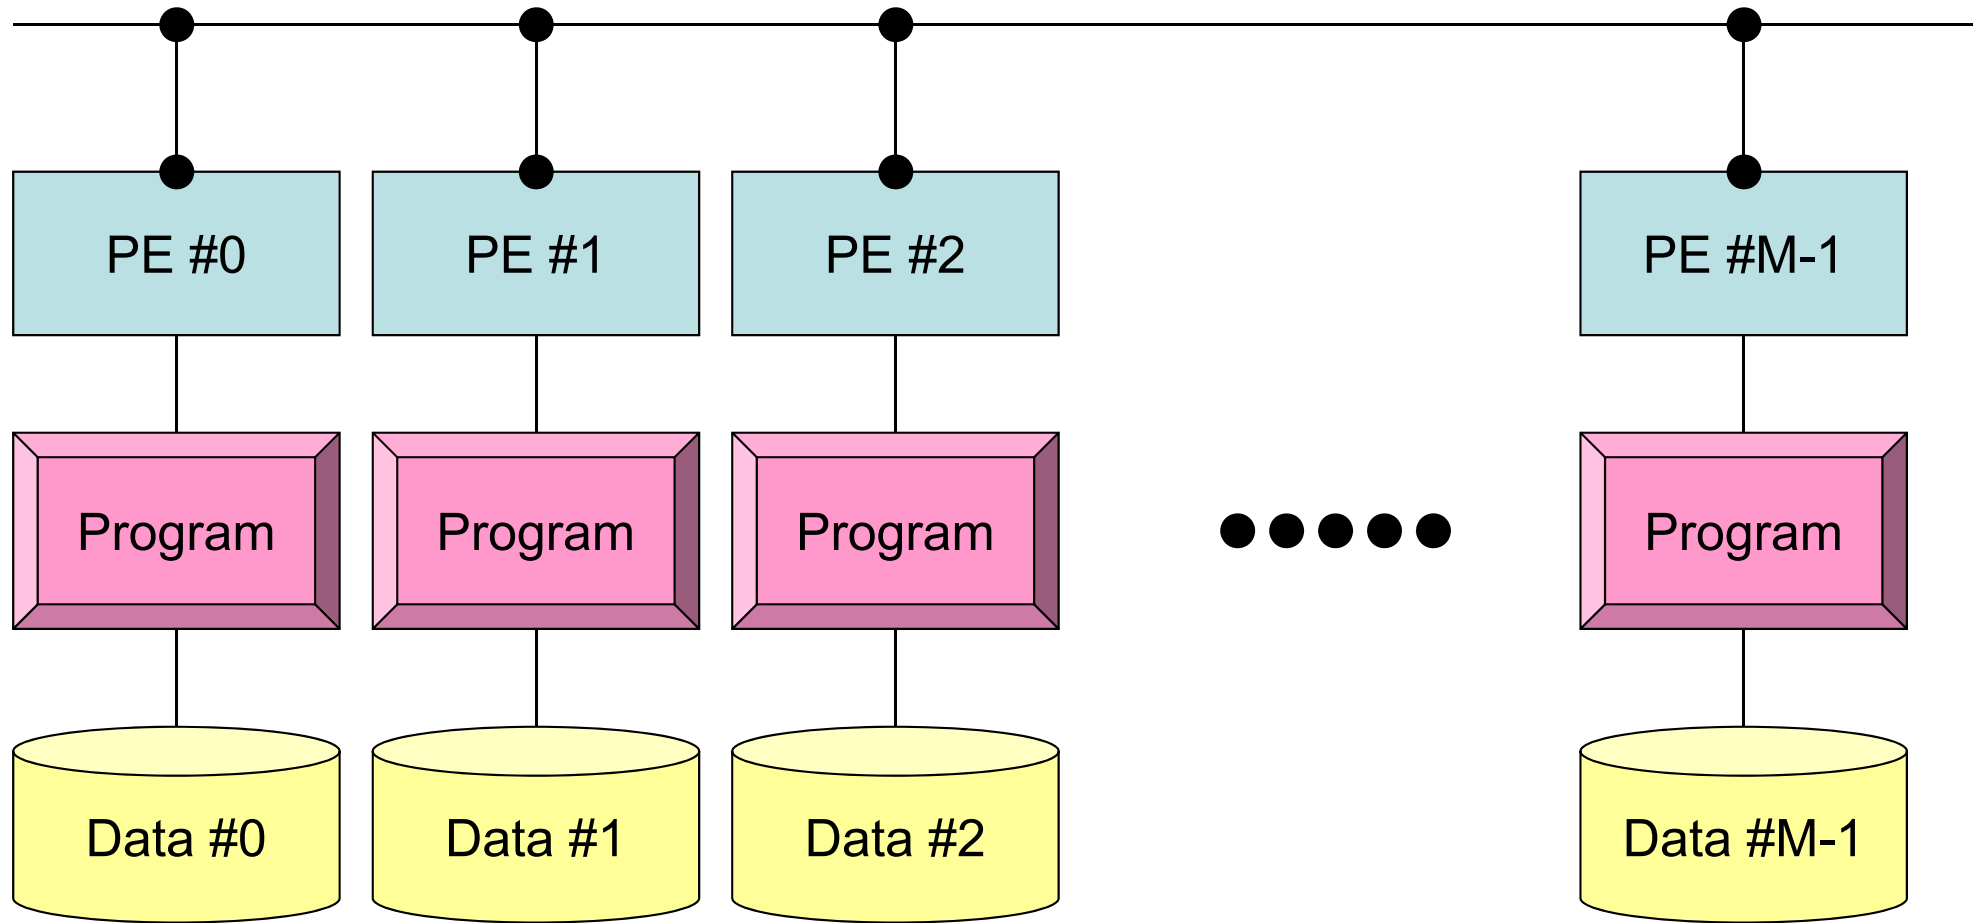 PE #0
PE #1
PE #2
PE #M-1
Program
Program
Program
Program
Data #0
Data #1
Data #2
Data #M-1